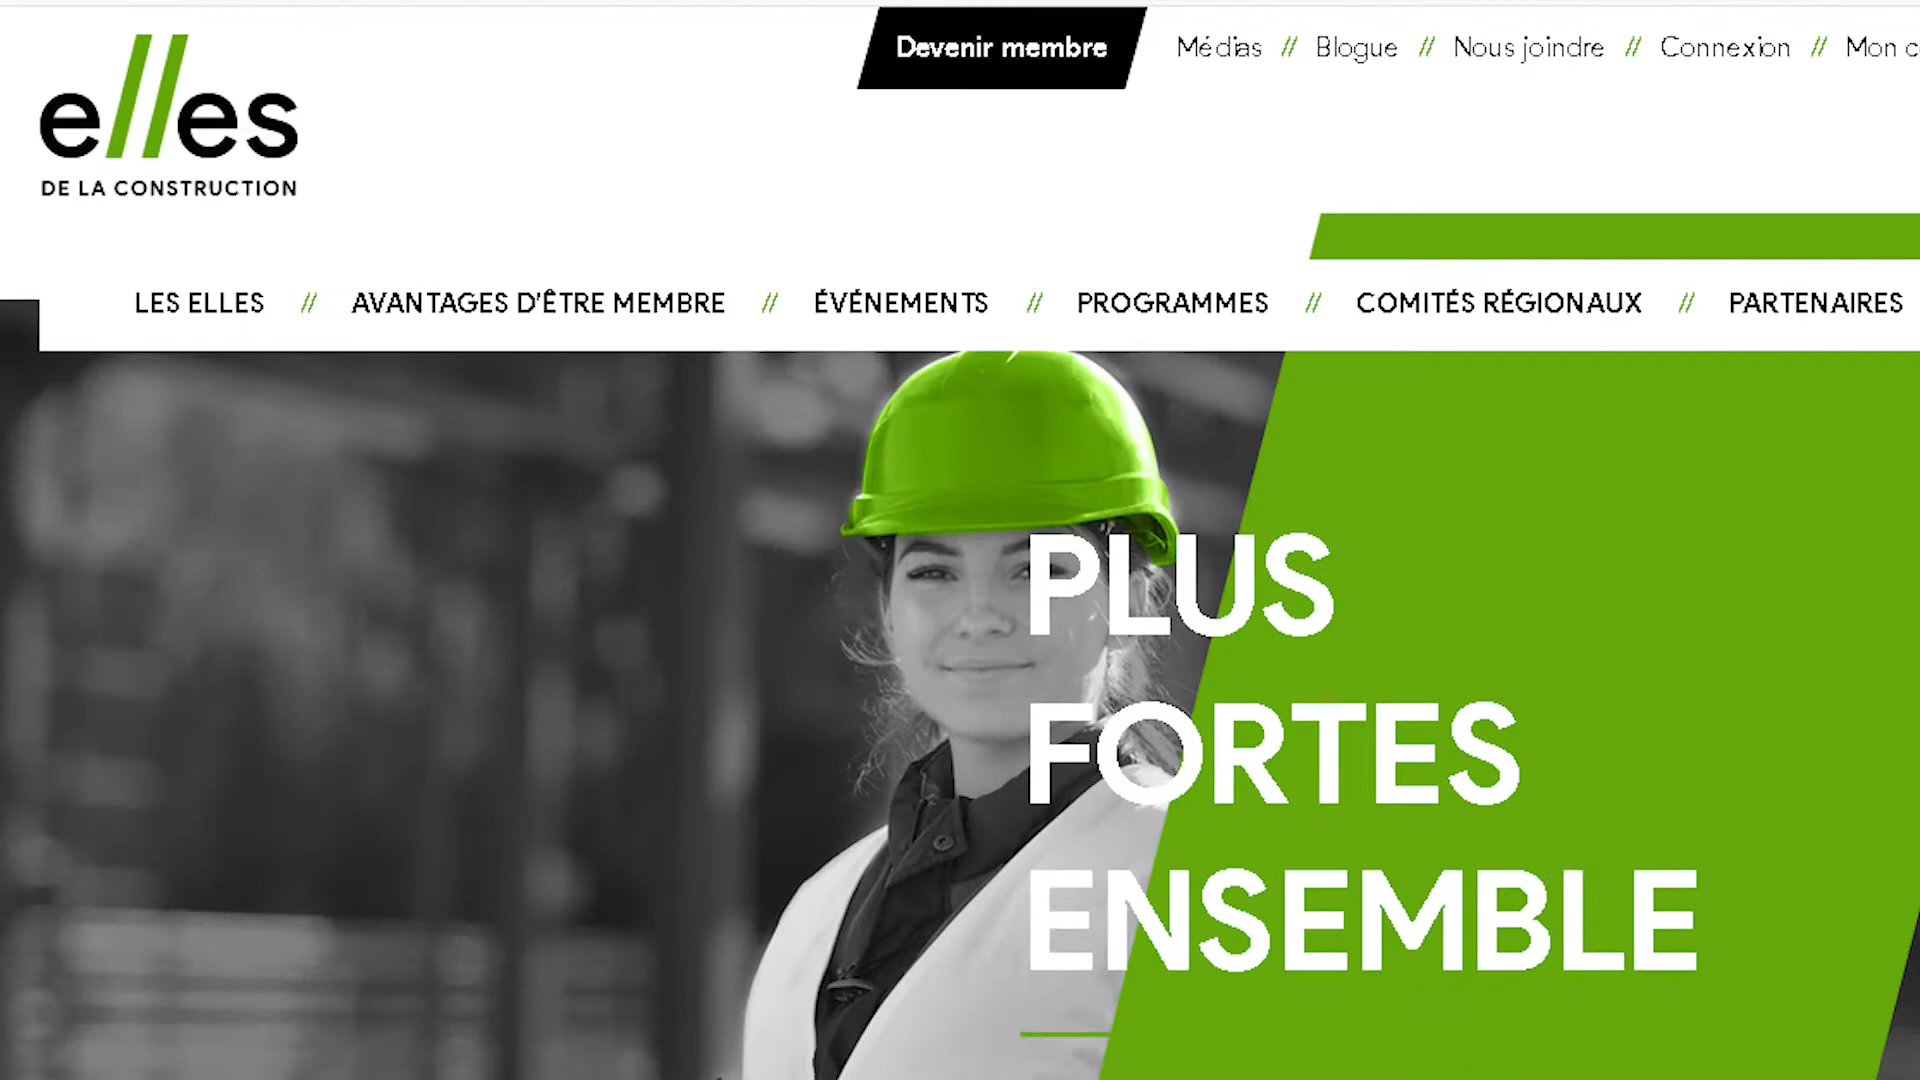 Devenir membre Médias // Blogue // Nous joindre // Connexion // Mon c
elles
DE LA CONSTRUCTION
LES ELLES // AVANTAGES D'ÊTRE MEMBRE // ÉVÉNEMENTS // PROGRAMMES // COMITÉS RÉGIONAUX // PARTENAIRES
PLUS
FORTES
ENSEMBLE